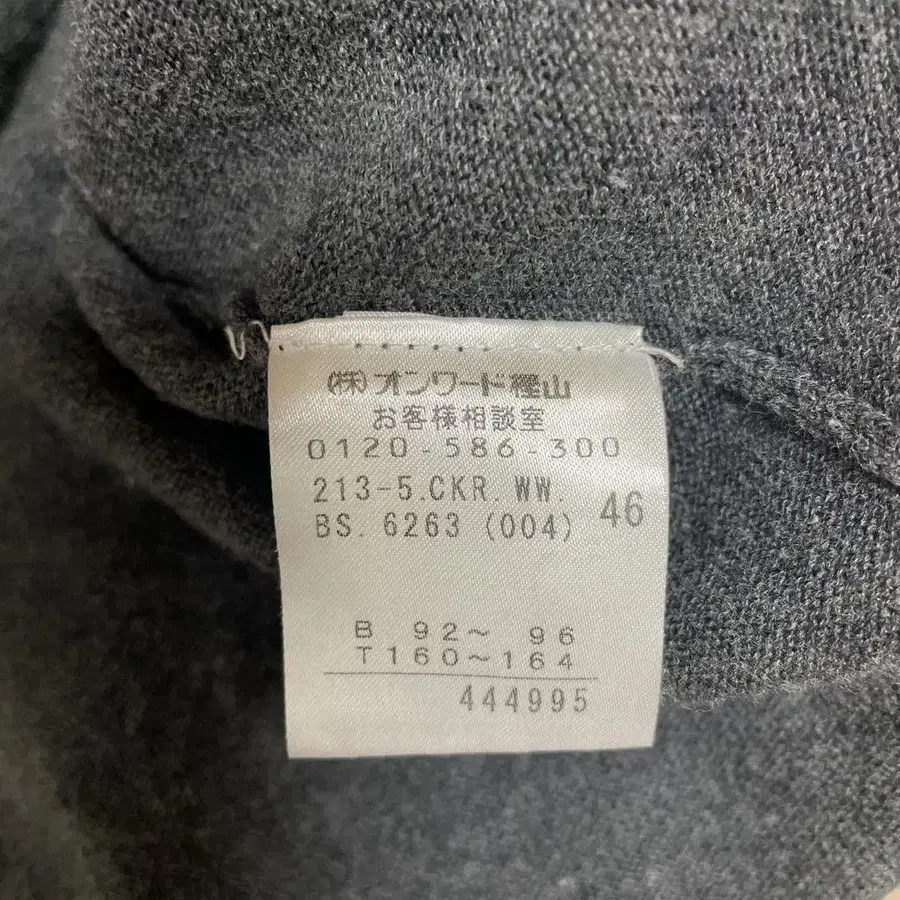 (株)オンワード樫山
お客様相談室
0120-586-300
213-5.CKR.WW.
BS.6263 (004) 46
B 92~ 96
T160~164
444995